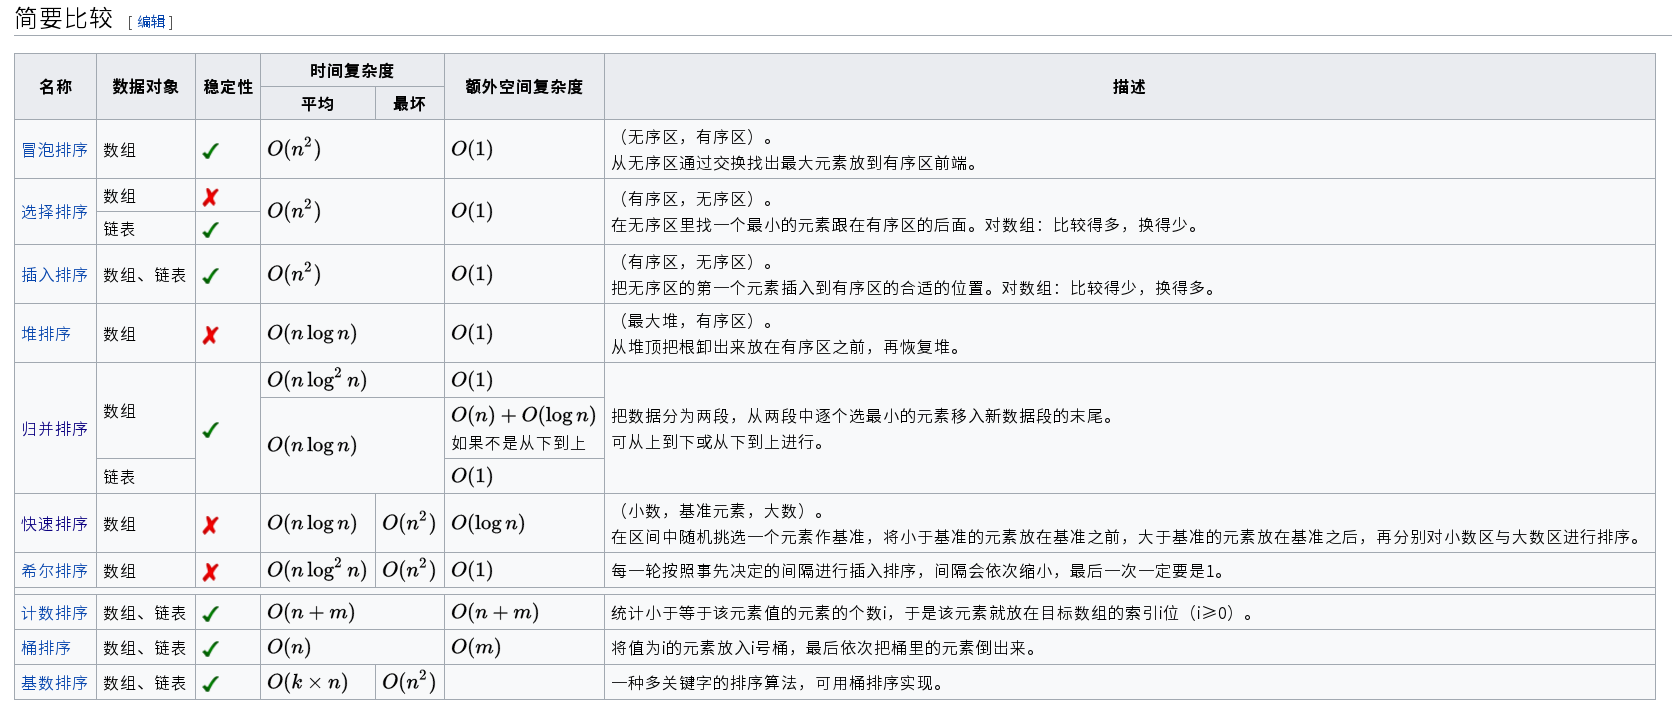 简要比较 [编辑]
名称 数据对象 稳定性 时间复杂度 额外空间复杂度 描述
平均 最坏
冒泡排序 数组 ✓ O(n²) O(1) （无序区，有序区）。
从无序区通过交换找出最大元素放到有序区前端。
选择排序 数组 ✗ O(n²) O(1) （有序区，无序区）。
链表 ✓ 在无序区里找一个最小的元素跟在有序区的后面。对数组：比较得多，换得少。
插入排序 数组、链表 ✓ O(n²) O(1) （有序区，无序区）。
把无序区的第一个元素插入到有序区的合适的位置。对数组：比较得少，换得多。
堆排序 数组 ✗ O(n log n) O(1) （最大堆，有序区）。
从堆顶把根卸出来放在有序区之前，再恢复堆。
归并排序 数组 ✓ O(n log² n) O(1)
O(n log n) O(n) + O(log n)
如果不是从下到上
把数据分为两段，从两段中逐个选最小的元素移入新数据段的末尾。
可从上到下或从下到上进行。
链表 O(1)
快速排序 数组 ✗ O(n log n) O(n²) O(log n) （小数，基准元素，大数）。
在区间中随机挑选一个元素作基准，将小于基准的元素放在基准之前，大于基准的元素放在基准之后，再分别对小数区与大数区进行排序。
希尔排序 数组 ✗ O(n log² n) O(n²) O(1) 每一轮按照事先决定的间隔进行插入排序，间隔会依次缩小，最后一次一定要是1。
计数排序 数组、链表 ✓ O(n + m) O(n + m) 统计小于等于该元素值的元素的个数i，于是该元素就放在目标数组的索引i位（i≥0）。
桶排序 数组、链表 ✓ O(n) O(m) 将值为i的元素放入i号桶，最后依次把桶里的元素倒出来。
基数排序 数组、链表 ✓ O(k × n) O(n²) 一种多关键字的排序算法，可用桶排序实现。